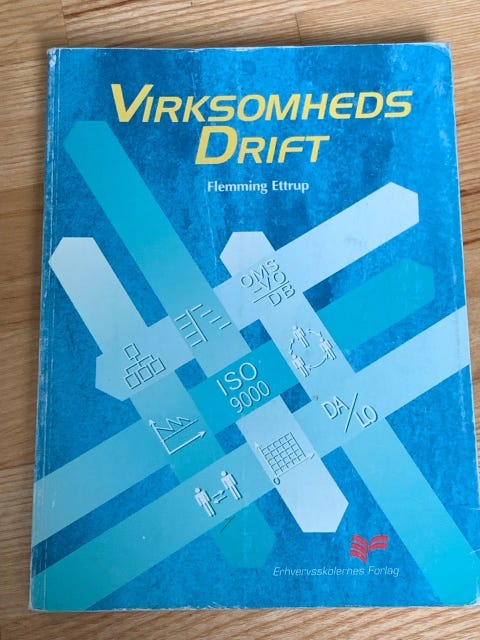 VIRKSOMHEDS
DRIFT
Flemming Ettrup
OMS
-VO
DB
ISO
9000
DA/LO
Erhvervsskolernes Forlag